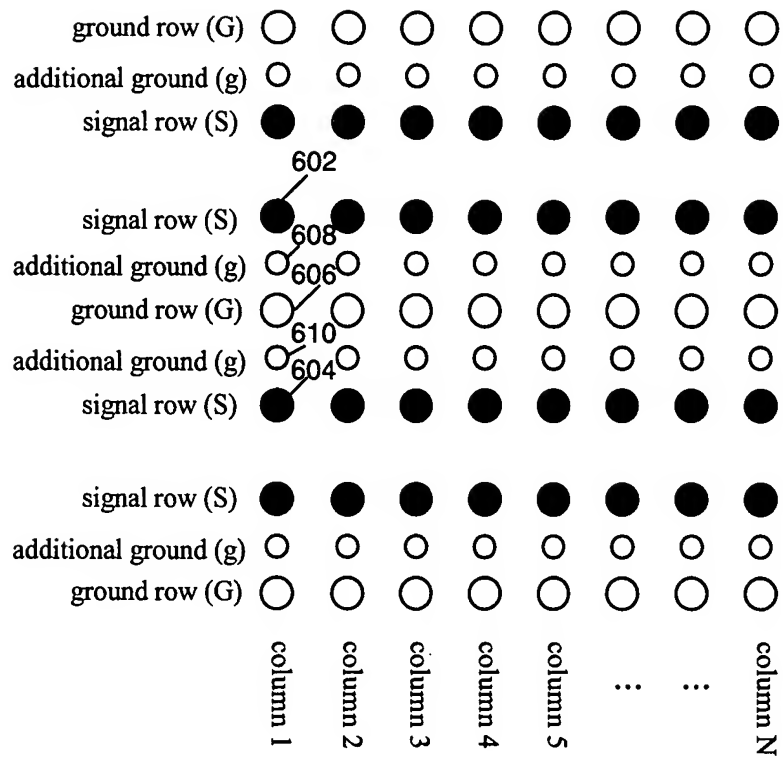 ground row (G)
additional ground (g)
signal row (S)
602
signal row (S)
608
additional ground (g)
606
ground row (G)
610
additional ground (g)
604
signal row (S)
signal row (S)
additional ground (g)
ground row (G)
column 1
column 2
column 3
column 4
column 5
...
...
column N